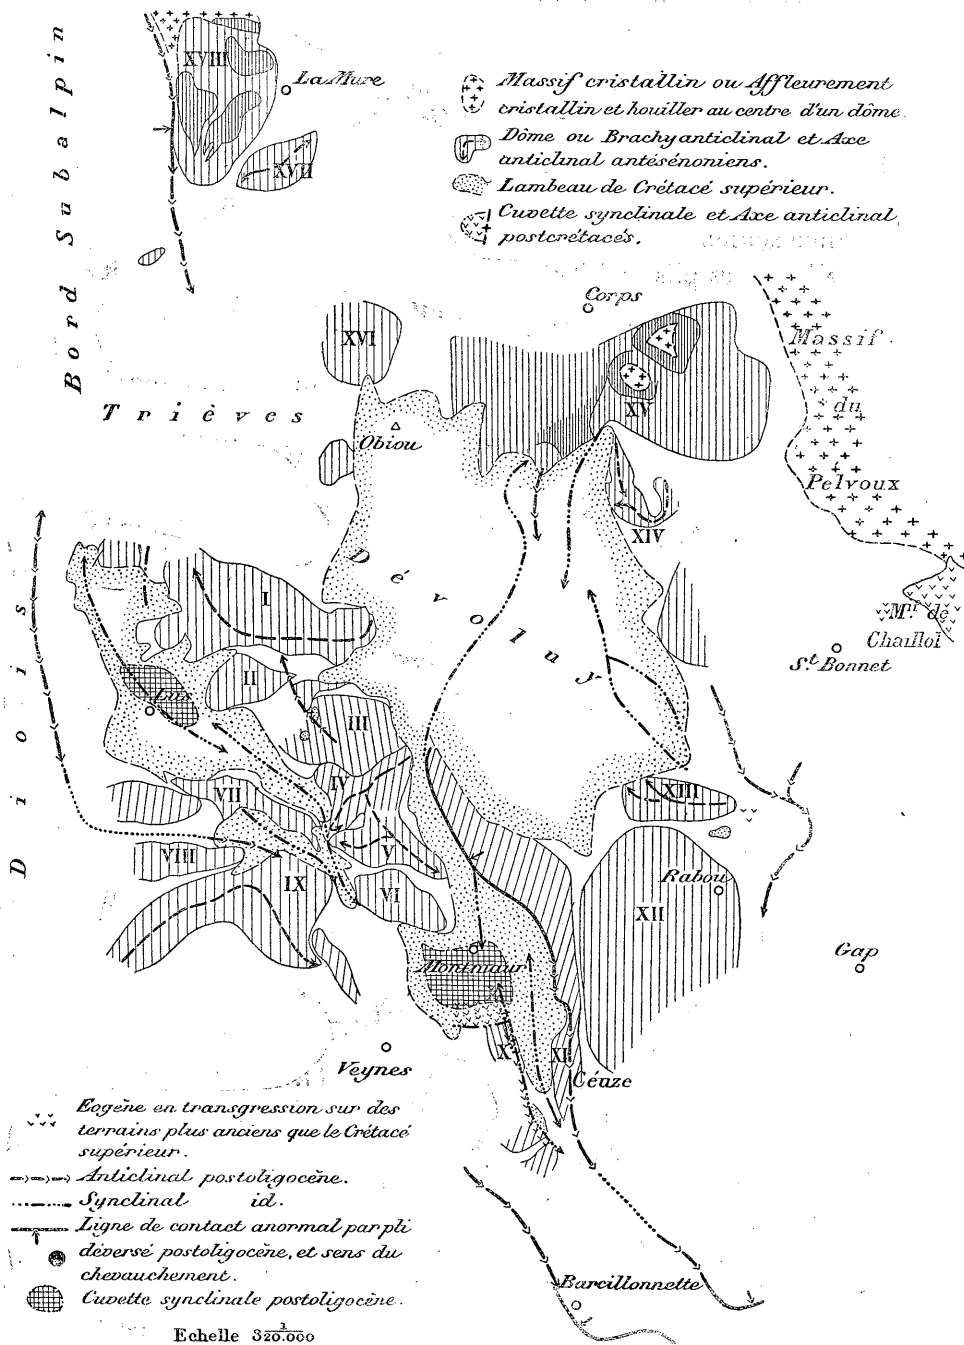 Bord Subalpin
XVIII
La Mure
XVII
Massif cristallin ou Affleurement
cristallin et houiller au centre d'un dôme.
Dôme ou Brachyanticlinal et Axe
anticlinal antésénoniens.
Lambeau de Crétacé supérieur.
Cuvette synclinale et Axe anticlinal
postcrétacés.
Corps
XVI
Massif
du
Pelvoux
XV
Trièves
Obiou
XIV
Dévoluy
Diois
I
Mn de
Chaillol
St Bonnet
II
Lus
III
IV
VII
XIII
V
VIII
IX
VI
Rabou
XII
Gap
Montmaur
X
XI
Veynes
Céuze
Eogène en transgression sur des
terrains plus anciens que le Crétacé
supérieur.
Anticlinal postoligocène.
Synclinal id.
Ligne de contact anormal par pli
déversé postoligocène, et sens du
chevauchement.
Cuvette synclinale postoligocène.
Barcillonnette
Echelle 1/320.000